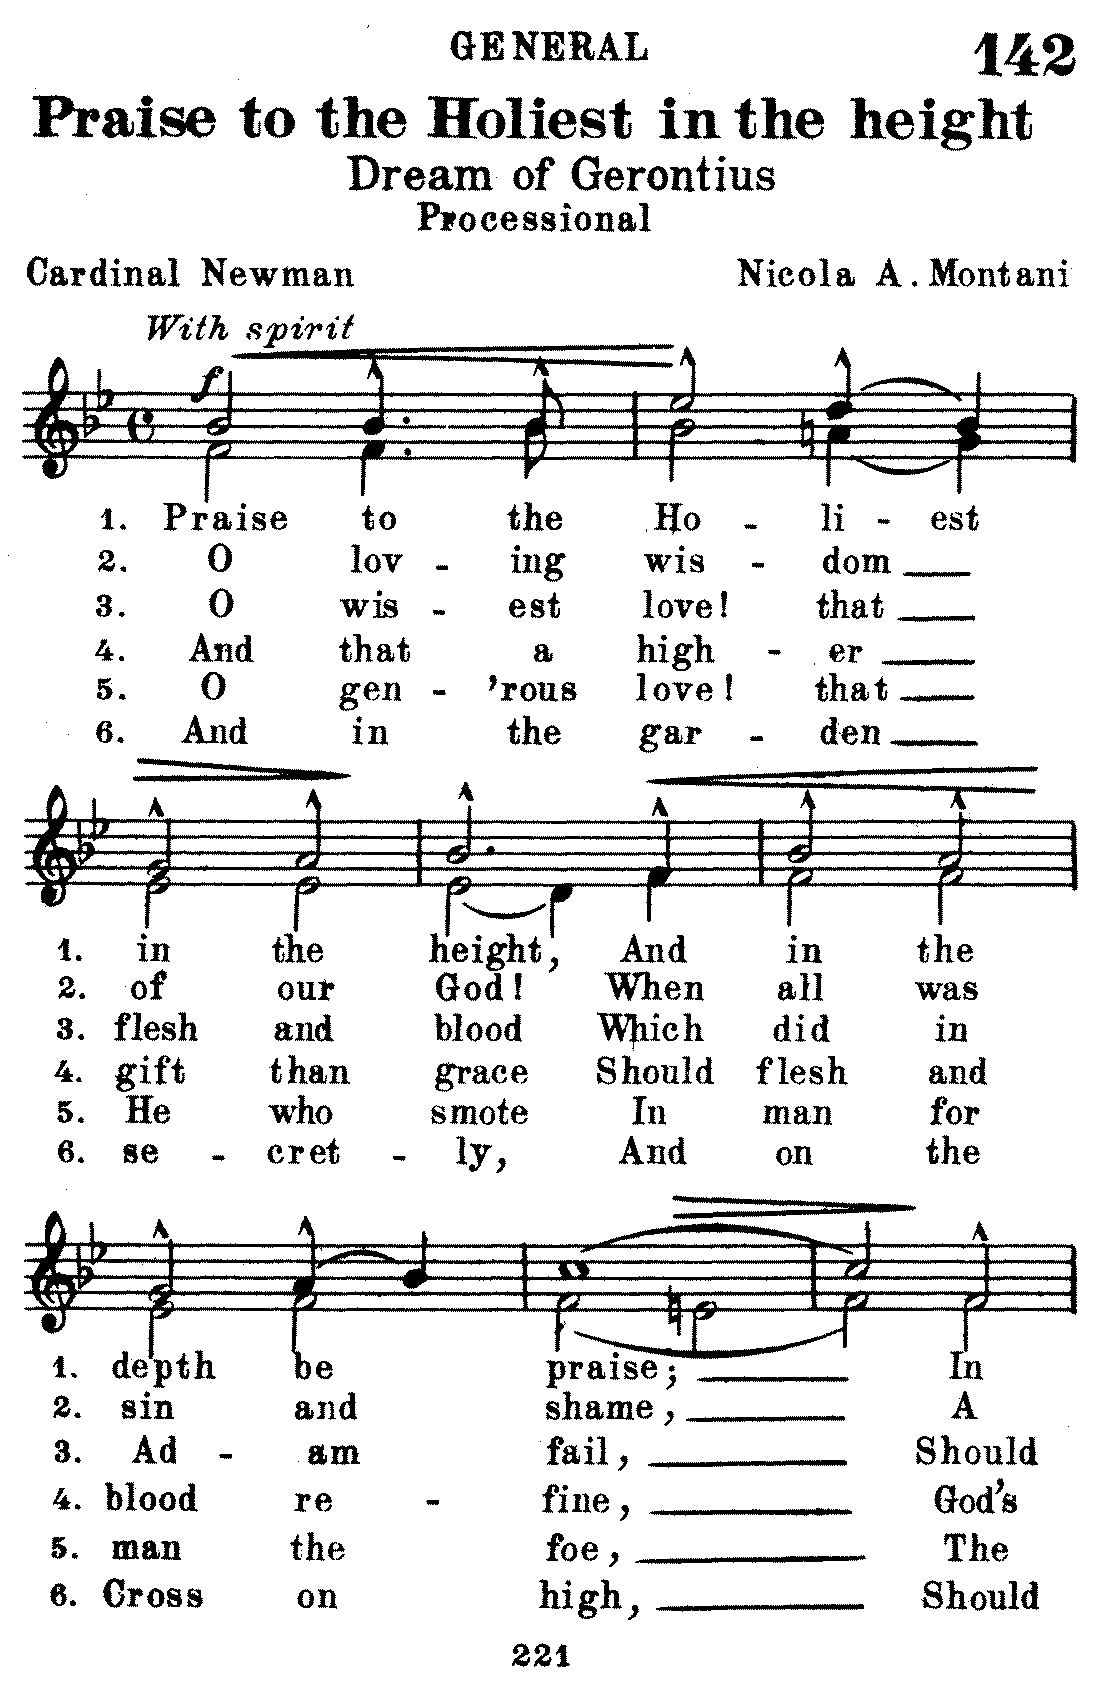 GENERAL 142
Praise to the Holiest in the height
Dream of Gerontius
Processional
Cardinal Newman Nicola A. Montani
With spirit
f
1. Praise to the Ho - li - est
2. O lov - ing wis - dom
3. O wis - est love! that
4. And that a high - er
5. O gen - 'rous love! that
6. And in the gar - den
1. in the height, And in the
2. of our God! When all was
3. flesh and blood Which did in
4. gift than grace Should flesh and
5. He who smote In man for
6. se - cret - ly, And on the
1. depth be praise; In
2. sin and shame, A
3. Ad - am fail, Should
4. blood re - fine, God's
5. man the foe, The
6. Cross on high, Should
221